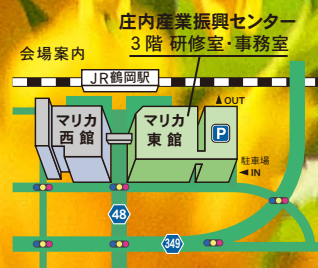 庄内産業振興センター
3階 研修室・事務室
会場案内
JR鶴岡駅
▲OUT
マリカ
西館
マリカ
東館
P
駐車場
◀IN
48
349